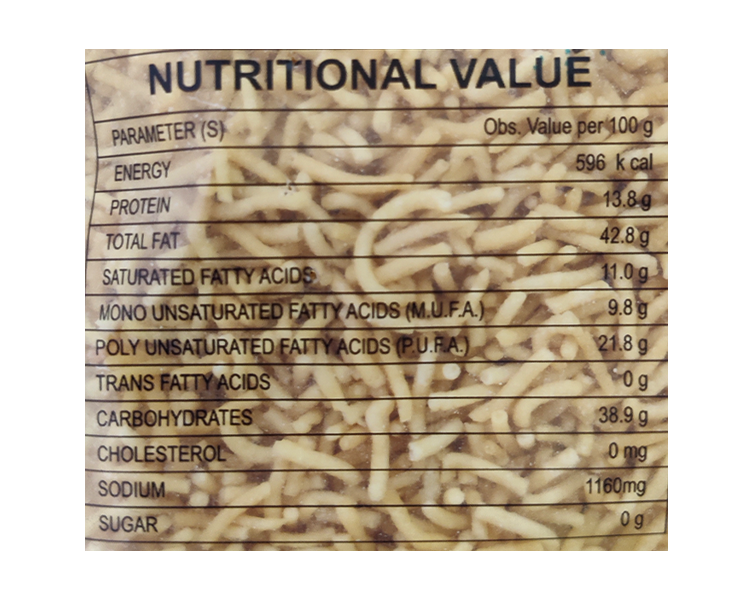 NUTRITIONAL VALUE
PARAMETER (S) Obs. Value per 100 g
ENERGY 596 k cal
PROTEIN 13.8 g
TOTAL FAT 42.8 g
SATURATED FATTY ACIDS 11.0 g
MONO UNSATURATED FATTY ACIDS (M.U.F.A.) 9.8 g
POLY UNSATURATED FATTY ACIDS (P.U.F.A.) 21.8 g
TRANS FATTY ACIDS 0 g
CARBOHYDRATES 38.9 g
CHOLESTEROL 0 mg
SODIUM 1160mg
SUGAR 0 g